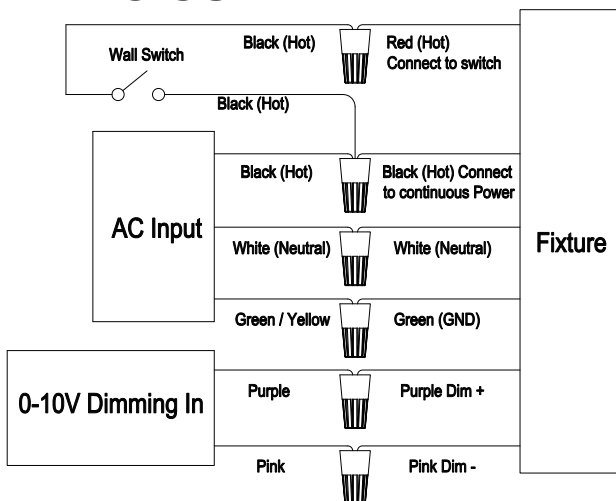 Black (Hot)
Red (Hot)
Connect to switch
Wall Switch
Black (Hot)
Black (Hot)
Black (Hot) Connect
to continuous Power
AC Input
White (Neutral)
White (Neutral)
Fixture
Green / Yellow
Green (GND)
0-10V Dimming In
Purple
Purple Dim +
Pink
Pink Dim -